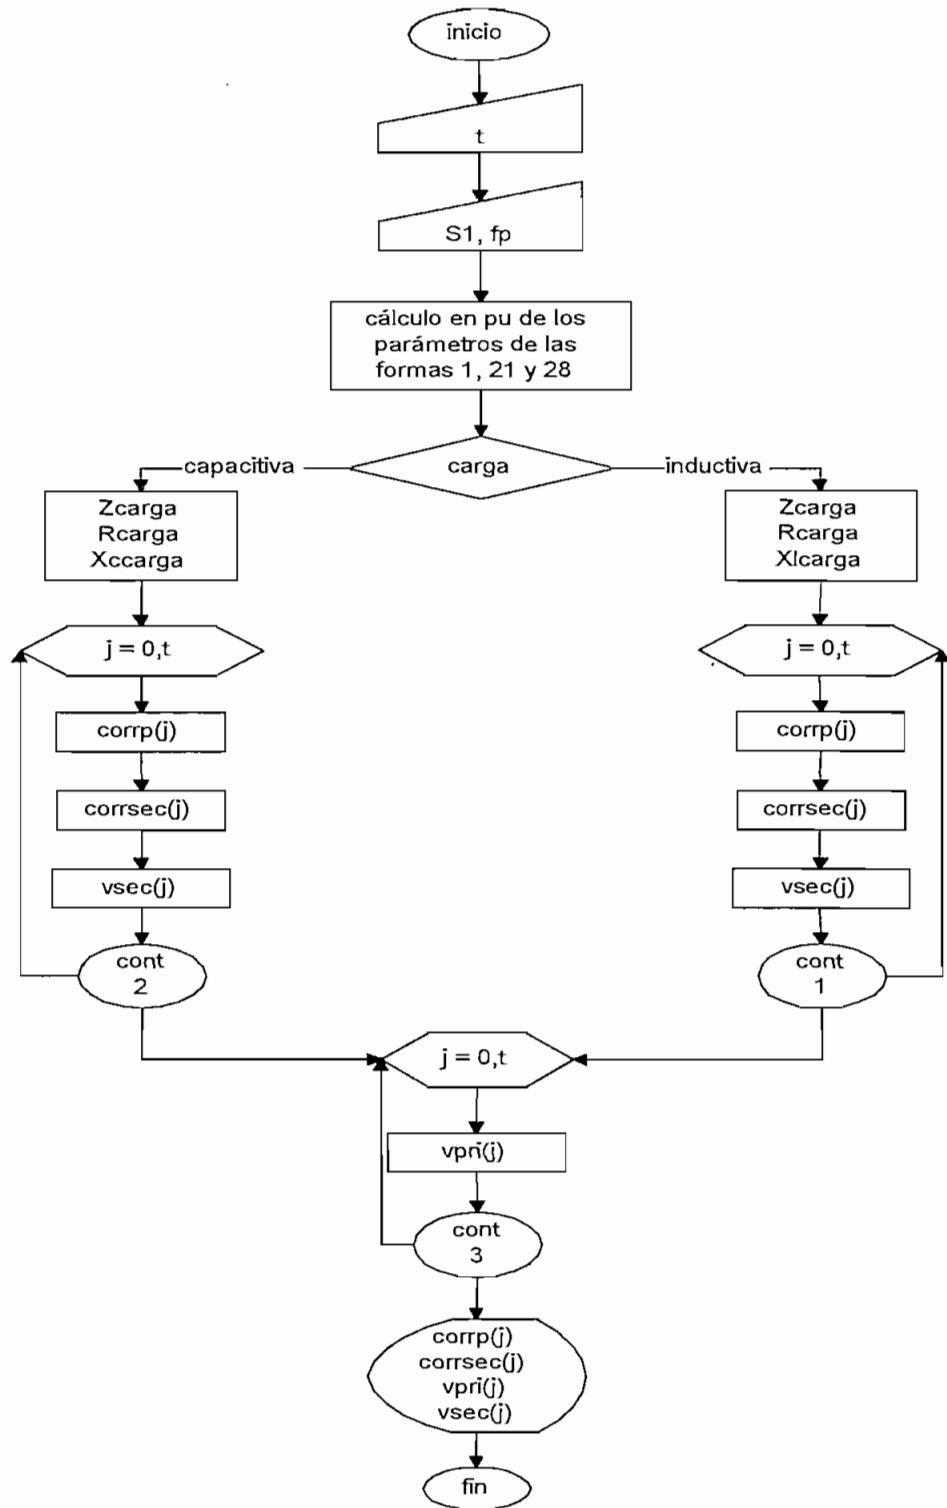 inicio
t
S1, fp
cálculo en pu de los
parámetros de las
formas 1, 21 y 28
carga
capacitiva
inductiva
Zcarga
Rcarga
Xccarga
j = 0,t
corrp(j)
corrsec(j)
vsec(j)
cont
2
Zcarga
Rcarga
Xlcarga
j = 0,t
corrp(j)
corrsec(j)
vsec(j)
cont
1
j = 0,t
vpri(j)
cont
3
corrp(j)
corrsec(j)
vpri(j)
vsec(j)
fin